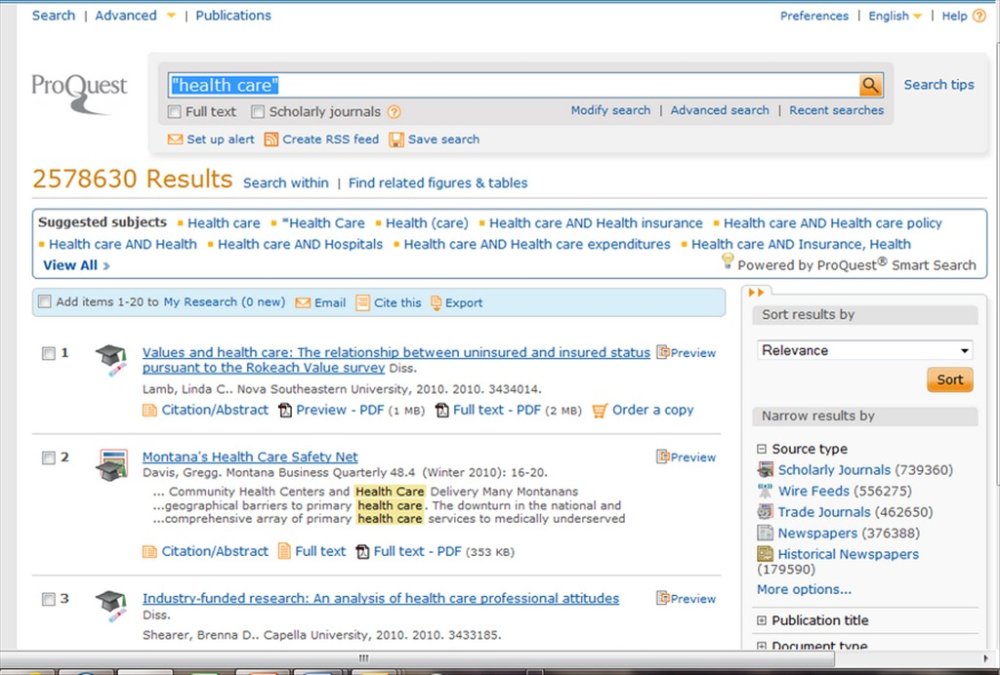 Search | Advanced | Publications
Preferences | English | Help ?
ProQuest
"health care"
Search tips
Full text Scholarly journals ?
Modify search | Advanced search | Recent searches
Set up alert Create RSS feed Save search
2578630 Results Search within | Find related figures & tables
Suggested subjects Health care "Health Care Health (care) Health care AND Health insurance Health care AND Health care policy
Health care AND Health Health care AND Hospitals Health care AND Health care expenditures Health care AND Insurance, Health
View All »
Powered by ProQuest® Smart Search
Add items 1-20 to My Research (0 new) Email Cite this Export
1 Values and health care: The relationship between uninsured and insured status Preview
pursuant to the Rokeach Value survey Diss.
Lamb, Linda C.. Nova Southeastern University, 2010. 2010. 3434014.
Citation/Abstract Preview - PDF (1 MB) Full text - PDF (2 MB) Order a copy
2 Montana's Health Care Safety Net Preview
Davis, Gregg. Montana Business Quarterly 48.4 (Winter 2010): 16-20.
... Community Health Centers and Health Care Delivery Many Montanans
...geographical barriers to primary health care. The downturn in the national and
...comprehensive array of primary health care services to medically underserved
Citation/Abstract Full text Full text - PDF (353 KB)
3 Industry-funded research: An analysis of health care professional attitudes Preview
Diss.
Shearer, Brenna D.. Capella University, 2010. 2010. 3433185.
Sort results by
Relevance
Sort
Narrow results by
Source type
Scholarly Journals (739360)
Wire Feeds (556275)
Trade Journals (462650)
Newspapers (376388)
Historical Newspapers
(179590)
More options...
Publication title
Document type